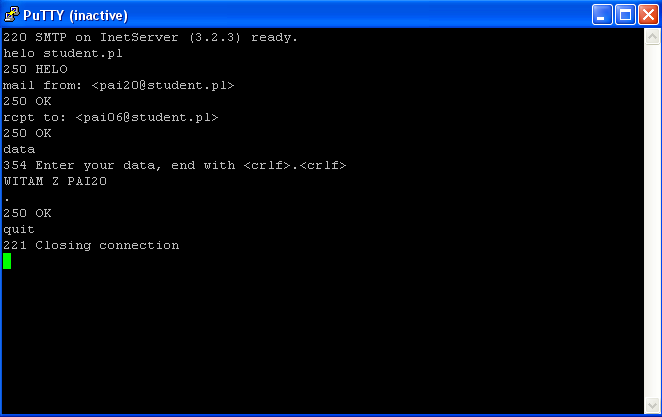 PuTTY (inactive)
220 SMTP on InetServer (3.2.3) ready.
helo student.pl
250 HELO
mail from: <pai20@student.pl>
250 OK
rcpt to: <pai06@student.pl>
250 OK
data
354 Enter your data, end with <crlf>.<crlf>
WITAM Z PAI20
.
250 OK
quit
221 Closing connection